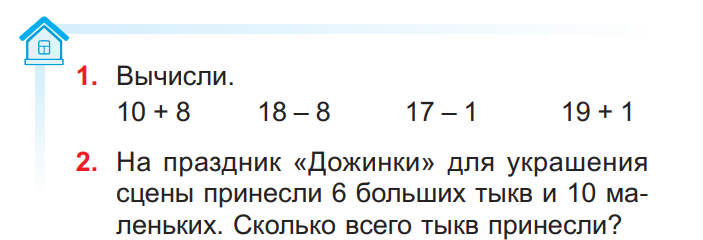 1. Вычисли.
10 + 8 18 – 8 17 – 1 19 + 1
2. На праздник «Дожинки» для украшения
сцены принесли 6 больших тыкв и 10 ма-
леньких. Сколько всего тыкв принесли?